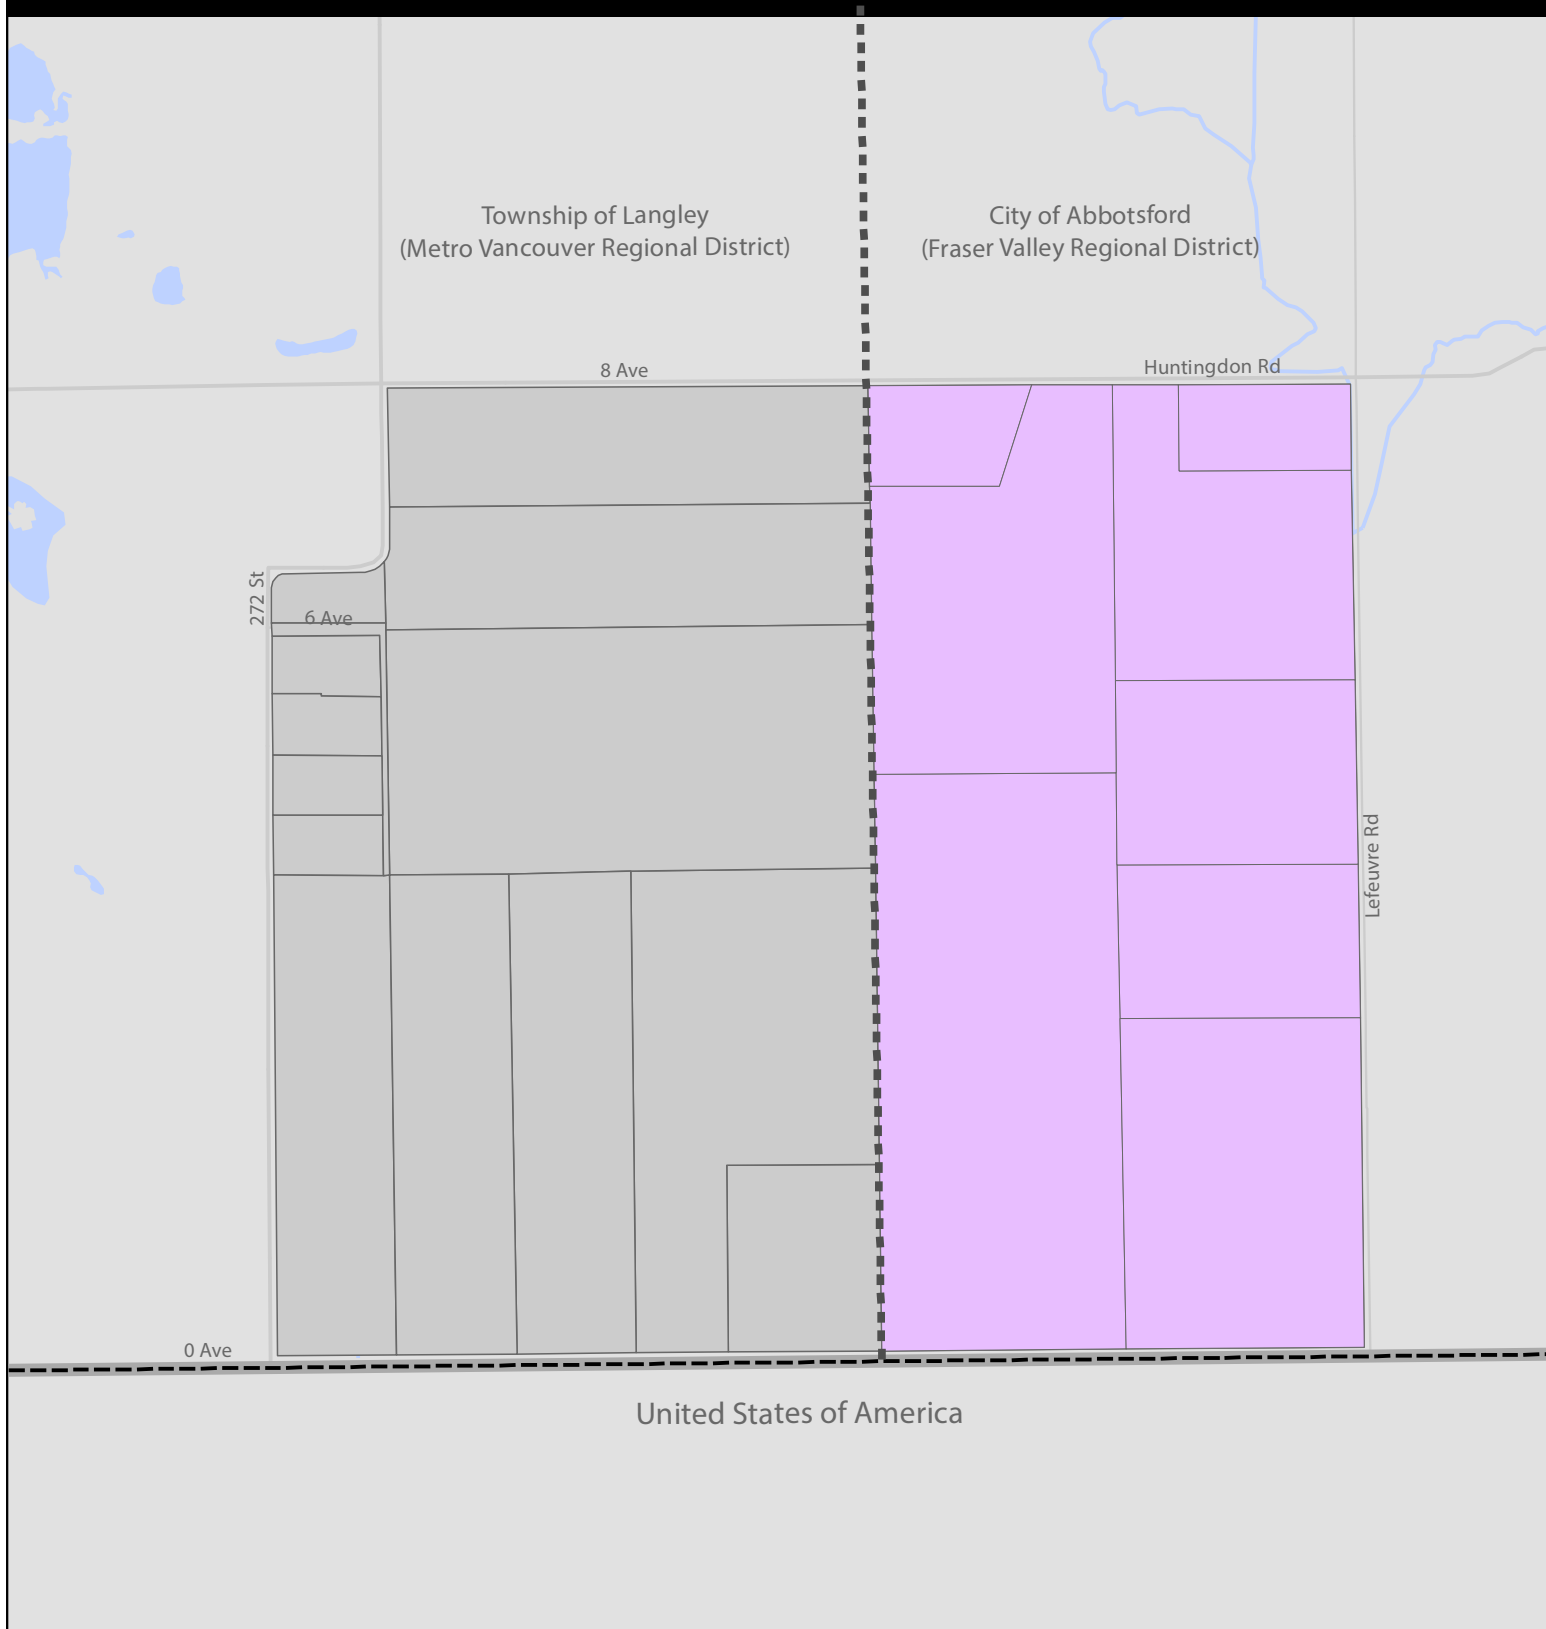 Township of Langley
(Metro Vancouver Regional District)
City of Abbotsford
(Fraser Valley Regional District)
8 Ave
Huntingdon Rd
272 St
6 Ave
Lefeuvre Rd
0 Ave
United States of America